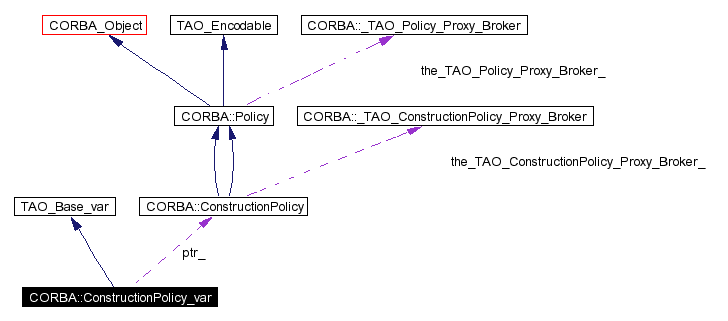 CORBA_Object
TAO_Encodable
CORBA::_TAO_Policy_Proxy_Broker
the_TAO_Policy_Proxy_Broker_
CORBA::Policy
CORBA::_TAO_ConstructionPolicy_Proxy_Broker
the_TAO_ConstructionPolicy_Proxy_Broker_
TAO_Base_var
CORBA::ConstructionPolicy
ptr_
CORBA::ConstructionPolicy_var